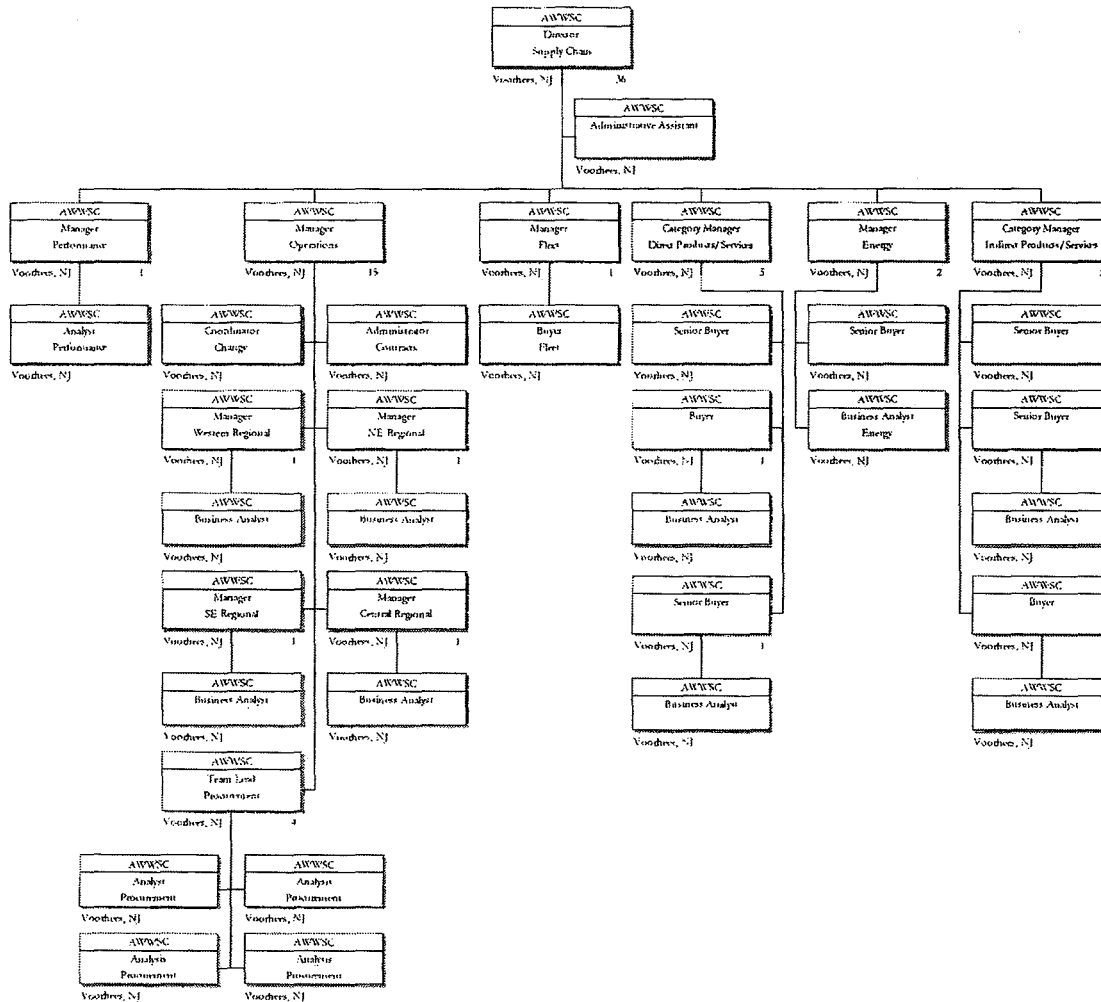 AWWSC
Director
Supply Chain
Voorhees, NJ 36
AWWSC
Administrative Assistant
Voorhees, NJ
AWWSC
Manager
Performance
Voorhees, NJ 1
AWWSC
Manager
Operations
Voorhees, NJ 15
AWWSC
Manager
Fleet
Voorhees, NJ 1
AWWSC
Category Manager
Direct Products/Services
Voorhees, NJ 5
AWWSC
Manager
Energy
Voorhees, NJ 2
AWWSC
Category Manager
Indirect Products/Services
Voorhees, NJ
AWWSC
Analyst
Performance
Voorhees, NJ
AWWSC
Coordinator
Change
Voorhees, NJ
AWWSC
Administrator
Contracts
Voorhees, NJ
AWWSC
Buyer
Fleet
Voorhees, NJ
AWWSC
Senior Buyer
Voorhees, NJ
AWWSC
Senior Buyer
Voorhees, NJ
AWWSC
Senior Buyer
Voorhees, NJ
AWWSC
Manager
Western Regional
Voorhees, NJ 1
AWWSC
Manager
NE Regional
Voorhees, NJ 1
AWWSC
Buyer
Voorhees, NJ 1
AWWSC
Business Analyst
Energy
Voorhees, NJ
AWWSC
Senior Buyer
Voorhees, NJ
AWWSC
Business Analyst
Voorhees, NJ
AWWSC
Business Analyst
Voorhees, NJ
AWWSC
Business Analyst
Voorhees, NJ
AWWSC
Business Analyst
Voorhees, NJ
AWWSC
Manager
SE Regional
Voorhees, NJ 1
AWWSC
Manager
Central Regional
Voorhees, NJ 1
AWWSC
Senior Buyer
Voorhees, NJ 1
AWWSC
Buyer
Voorhees, NJ
AWWSC
Business Analyst
Voorhees, NJ
AWWSC
Business Analyst
Voorhees, NJ
AWWSC
Business Analyst
Voorhees, NJ
AWWSC
Business Analyst
Voorhees, NJ
AWWSC
Team Lead
Procurement
Voorhees, NJ 4
AWWSC
Analyst
Procurement
Voorhees, NJ
AWWSC
Analysis
Procurement
Voorhees, NJ
AWWSC
Analysis
Procurement
Voorhees, NJ
AWWSC
Analysis
Procurement
Voorhees, NJ